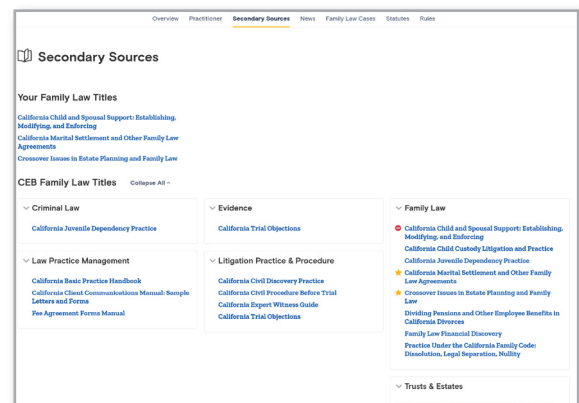 Overview Practitioner Secondary Sources News Family Law Cases Statutes Rules
Secondary Sources
Your Family Law Titles
California Child and Spousal Support: Establishing,
Modifying, and Enforcing
California Marital Settlement and Other Family Law
Agreements
Crossover Issues in Estate Planning and Family Law
CEB Family Law Titles Collapse All
Criminal Law
California Juvenile Dependency Practice
Evidence
California Trial Objections
Family Law
California Child and Spousal Support: Establishing,
Modifying, and Enforcing
California Child Custody Litigation and Practice
California Juvenile Dependency Practice
California Marital Settlement and Other Family
Law Agreements
Crossover Issues in Estate Planning and Family
Law
Dividing Pensions and Other Employee Benefits in
California Divorces
Family Law Financial Discovery
Practice Under the California Family Code:
Dissolution, Legal Separation, Nullity
Law Practice Management
California Basic Practice Handbook
California Client Communications Manual: Sample
Letters and Forms
Fee Agreement Forms Manual
Litigation Practice & Procedure
California Civil Discovery Practice
California Civil Procedure Before Trial
California Expert Witness Guide
California Trial Objections
Trusts & Estates